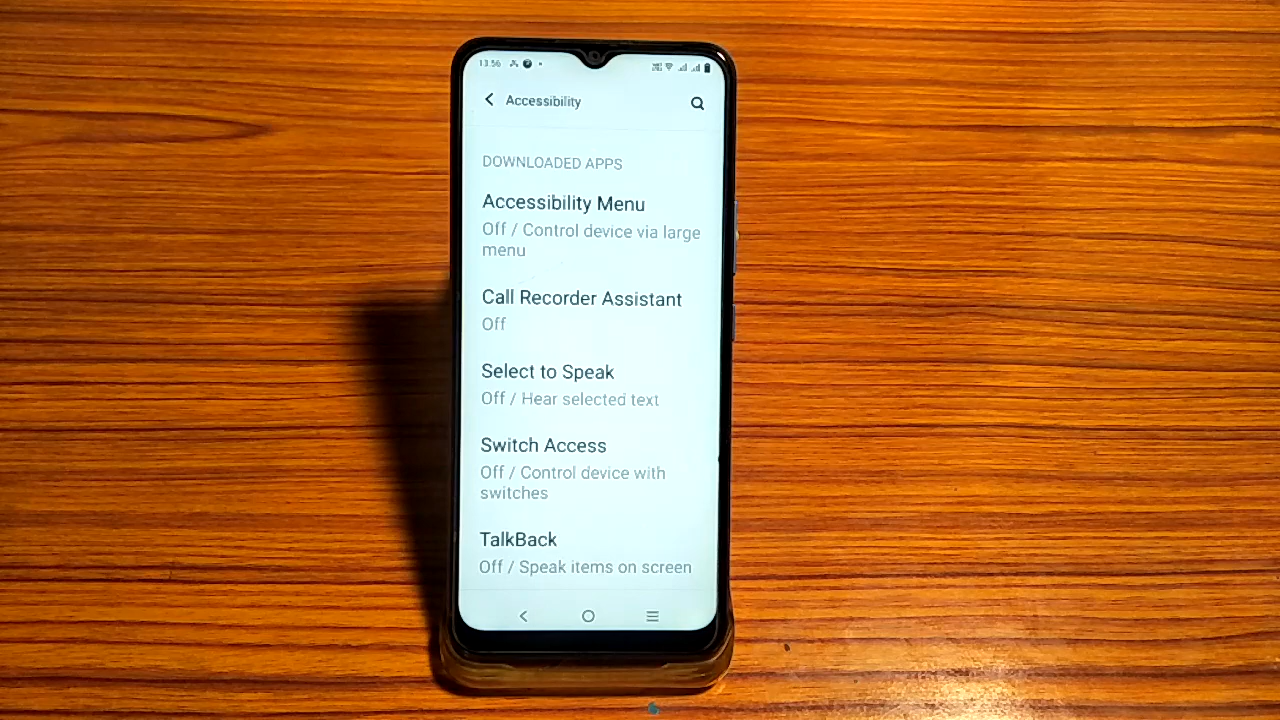 13:56
Accessibility
DOWNLOADED APPS
Accessibility Menu
Off / Control device via large
menu
Call Recorder Assistant
Off
Select to Speak
Off / Hear selected text
Switch Access
Off / Control device with
switches
TalkBack
Off / Speak items on screen